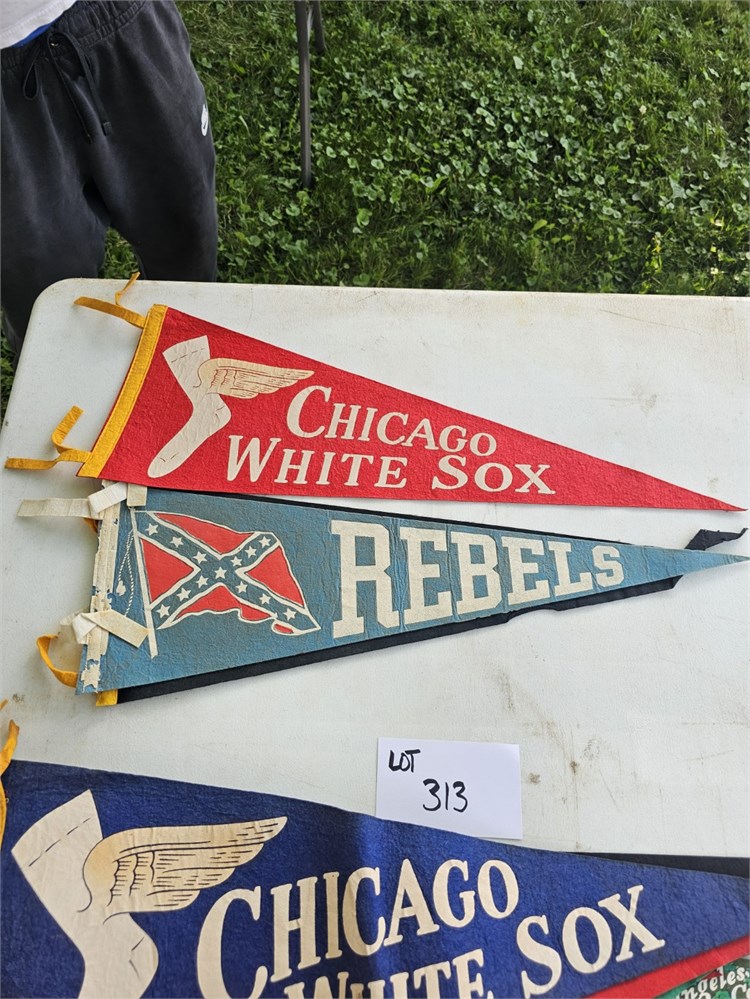 CHICAGO
WHITE SOX
REBELS
LOT
313
CHICAGO
WHITE SOX